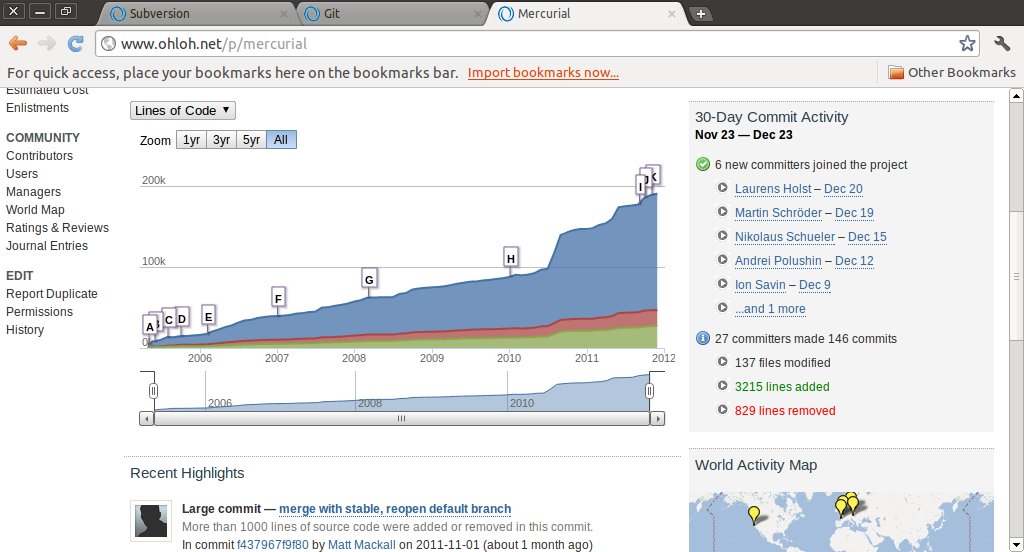 Subversion
Git
Mercurial
www.ohloh.net/p/mercurial
For quick access, place your bookmarks here on the bookmarks bar. Import bookmarks now...
Other Bookmarks
Estimated Cost
Enlistments
COMMUNITY
Contributors
Users
Managers
World Map
Ratings & Reviews
Journal Entries
EDIT
Report Duplicate
Permissions
History
Lines of Code
Zoom 1yr 3yr 5yr All
200k
100k
0
A
C
D
E
F
G
H
I
J
K
2006 2007 2008 2009 2010 2011 2012
2006 2008 2010
Recent Highlights
Large commit — merge with stable, reopen default branch
More than 1000 lines of source code were added or removed in this commit.
In commit f437967f9f80 by Matt Mackall on 2011-11-01 (about 1 month ago)
30-Day Commit Activity
Nov 23 — Dec 23
6 new committers joined the project
Laurens Holst – Dec 20
Martin Schröder – Dec 19
Nikolaus Schueler – Dec 15
Andrei Polushin – Dec 12
Ion Savin – Dec 9
...and 1 more
27 committers made 146 commits
137 files modified
3215 lines added
829 lines removed
World Activity Map